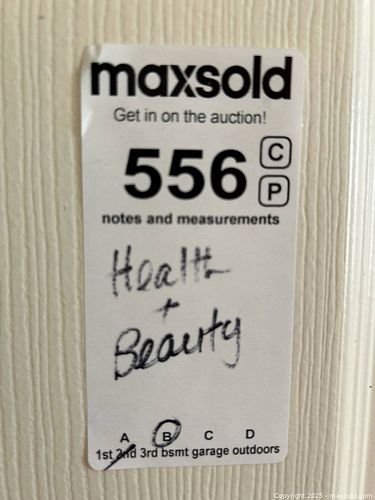 maxsold
Get in on the auction!
556 C
P
notes and measurements
Health
+
Beauty
A B C D
1st 2nd 3rd bsmt garage outdoors
Copyright 2025 - maxsold.com